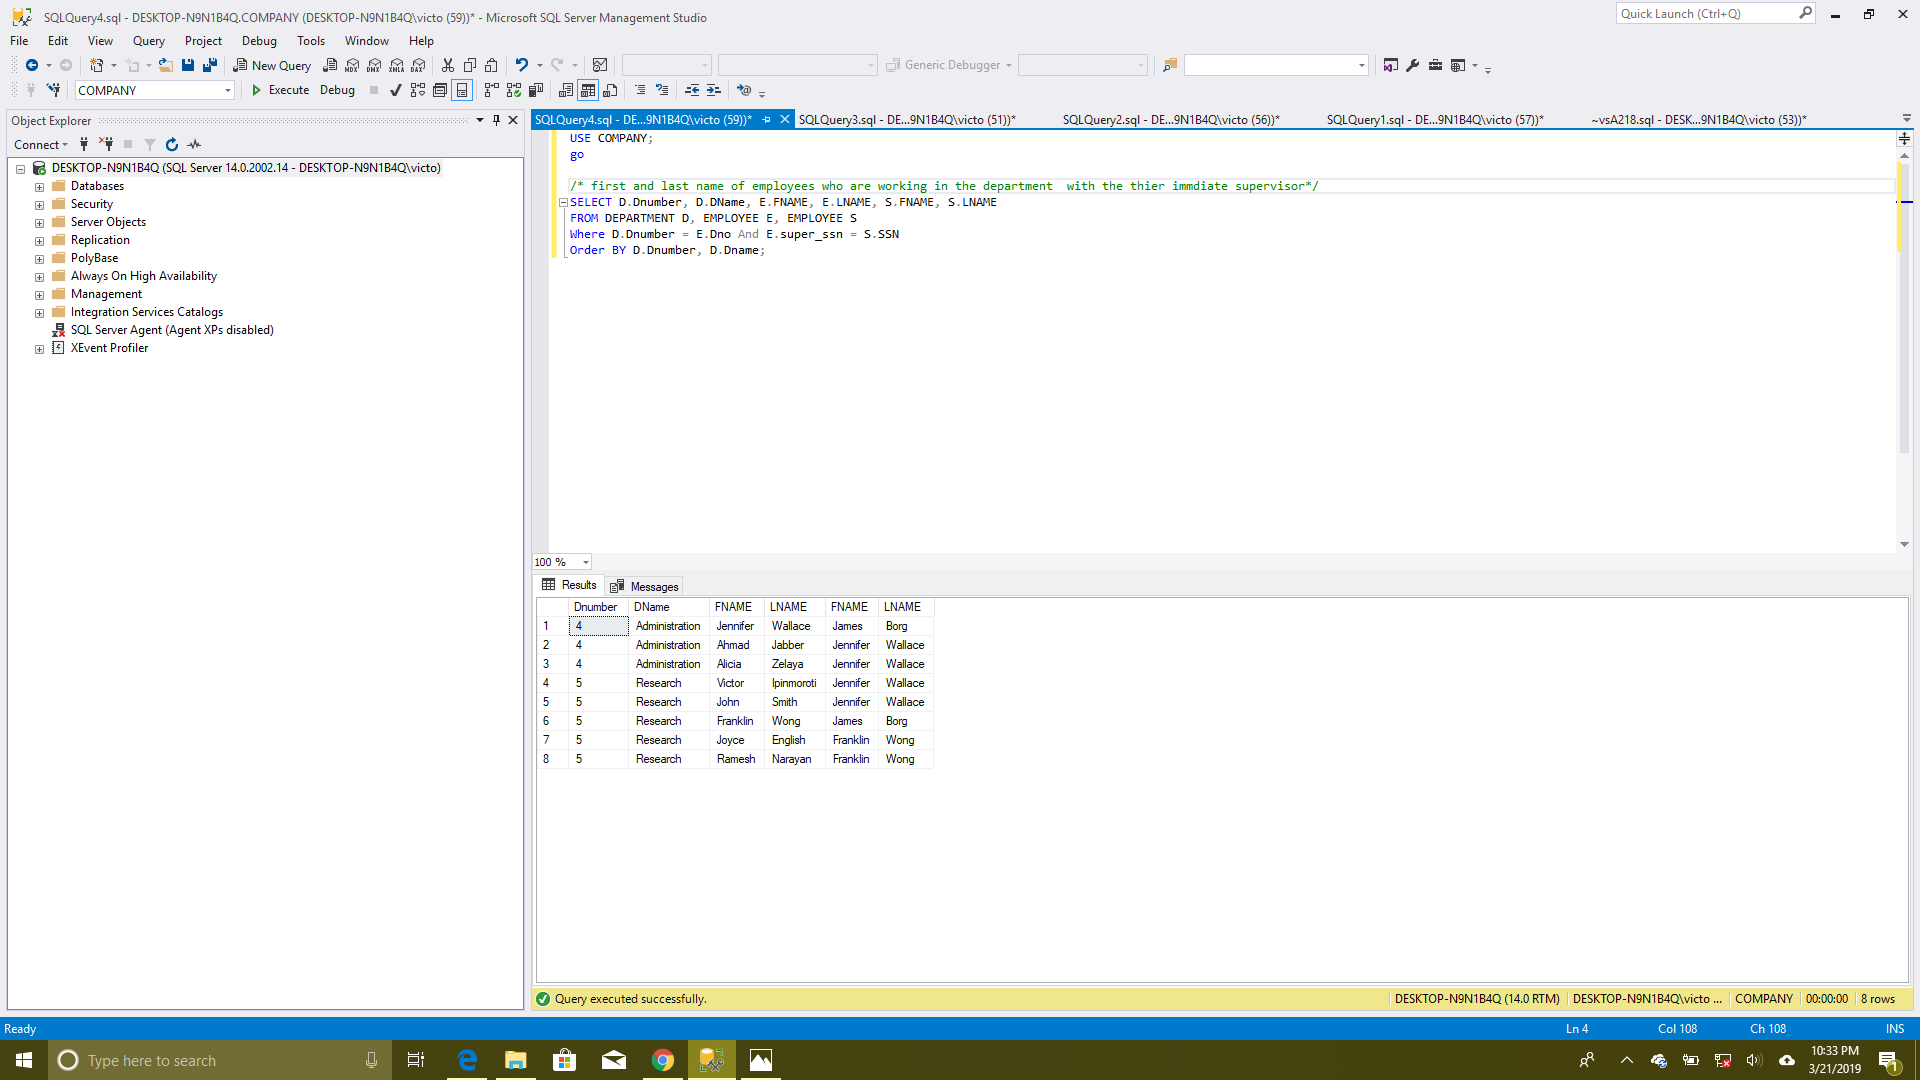 SQLQuery4.sql - DESKTOP-N9N1B4Q.COMPANY (DESKTOP-N9N1B4Q\victo (59))* - Microsoft SQL Server Management Studio
Quick Launch (Ctrl+Q)
File Edit View Query Project Debug Tools Window Help
New Query
MDX DMX XMLA DAX
Generic Debugger
COMPANY
Execute Debug
Object Explorer
Connect
DESKTOP-N9N1B4Q (SQL Server 14.0.2002.14 - DESKTOP-N9N1B4Q\victo)
Databases
Security
Server Objects
Replication
PolyBase
Always On High Availability
Management
Integration Services Catalogs
SQL Server Agent (Agent XPs disabled)
XEvent Profiler
SQLQuery4.sql - DE...9N1B4Q\victo (59))* SQLQuery3.sql - DE...9N1B4Q\victo (51))* SQLQuery2.sql - DE...9N1B4Q\victo (56))* SQLQuery1.sql - DE...9N1B4Q\victo (57))* ~vsA218.sql - DESK...9N1B4Q\victo (53))*
USE COMPANY;
go
/* first and last name of employees who are working in the department  with the thier immdiate supervisor*/
SELECT D.Dnumber, D.DName, E.FNAME, E.LNAME, S.FNAME, S.LNAME
FROM DEPARTMENT D, EMPLOYEE E, EMPLOYEE S
Where D.Dnumber = E.Dno And E.super_ssn = S.SSN
Order BY D.Dnumber, D.Dname;
100 %
Results Messages
Dnumber DName FNAME LNAME FNAME LNAME
1 4 Administration Jennifer Wallace James Borg
2 4 Administration Ahmad Jabber Jennifer Wallace
3 4 Administration Alicia Zelaya Jennifer Wallace
4 5 Research Victor Ipinmoroti Jennifer Wallace
5 5 Research John Smith Jennifer Wallace
6 5 Research Franklin Wong James Borg
7 5 Research Joyce English Franklin Wong
8 5 Research Ramesh Narayan Franklin Wong
Query executed successfully.
DESKTOP-N9N1B4Q (14.0 RTM) DESKTOP-N9N1B4Q\victo ... COMPANY 00:00:00 8 rows
Ready
Ln 4 Col 108 Ch 108 INS
Type here to search
10:33 PM
3/21/2019
1